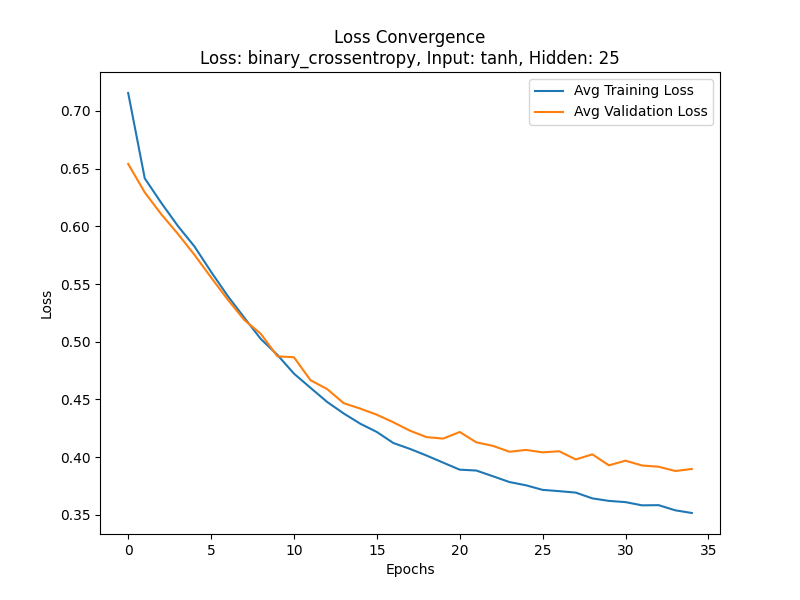 Loss Convergence
Loss: binary_crossentropy, Input: tanh, Hidden: 25
Avg Training Loss
Avg Validation Loss
0.70
0.65
0.60
0.55
0.50
0.45
0.40
0.35
Loss
0 5 10 15 20 25 30 35
Epochs